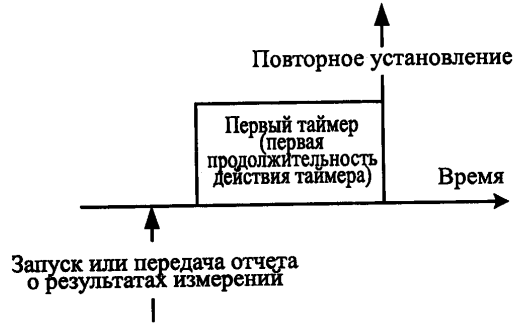 Повторное установление
Первый таймер
(первая
продолжительность
действия таймера)
Время
Запуск или передача отчета
о результатах измерений